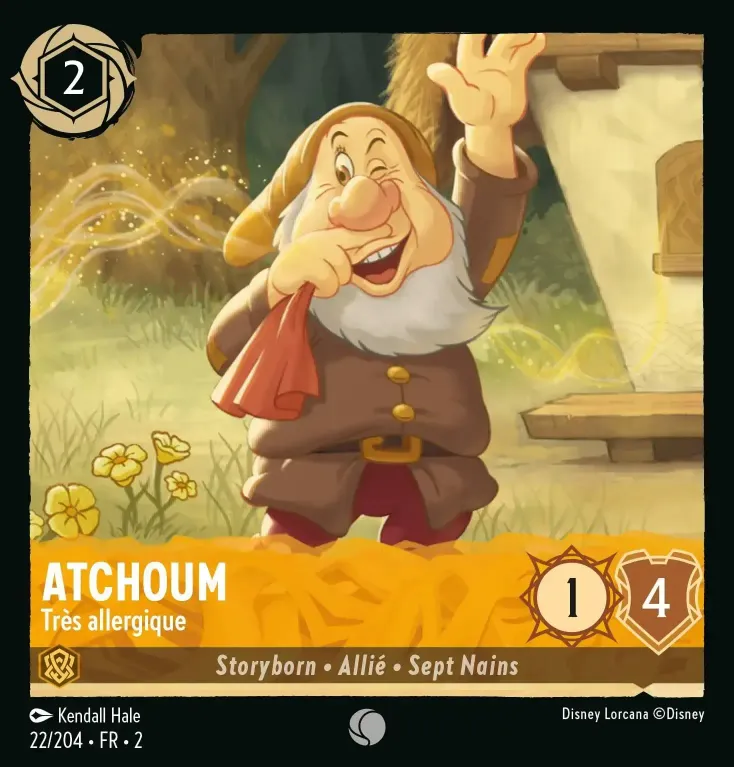 2
ATCHOUM
Très allergique
1
4
Storyborn • Allié • Sept Nains
Kendall Hale
Disney Lorcana ©Disney
22/204 • FR • 2